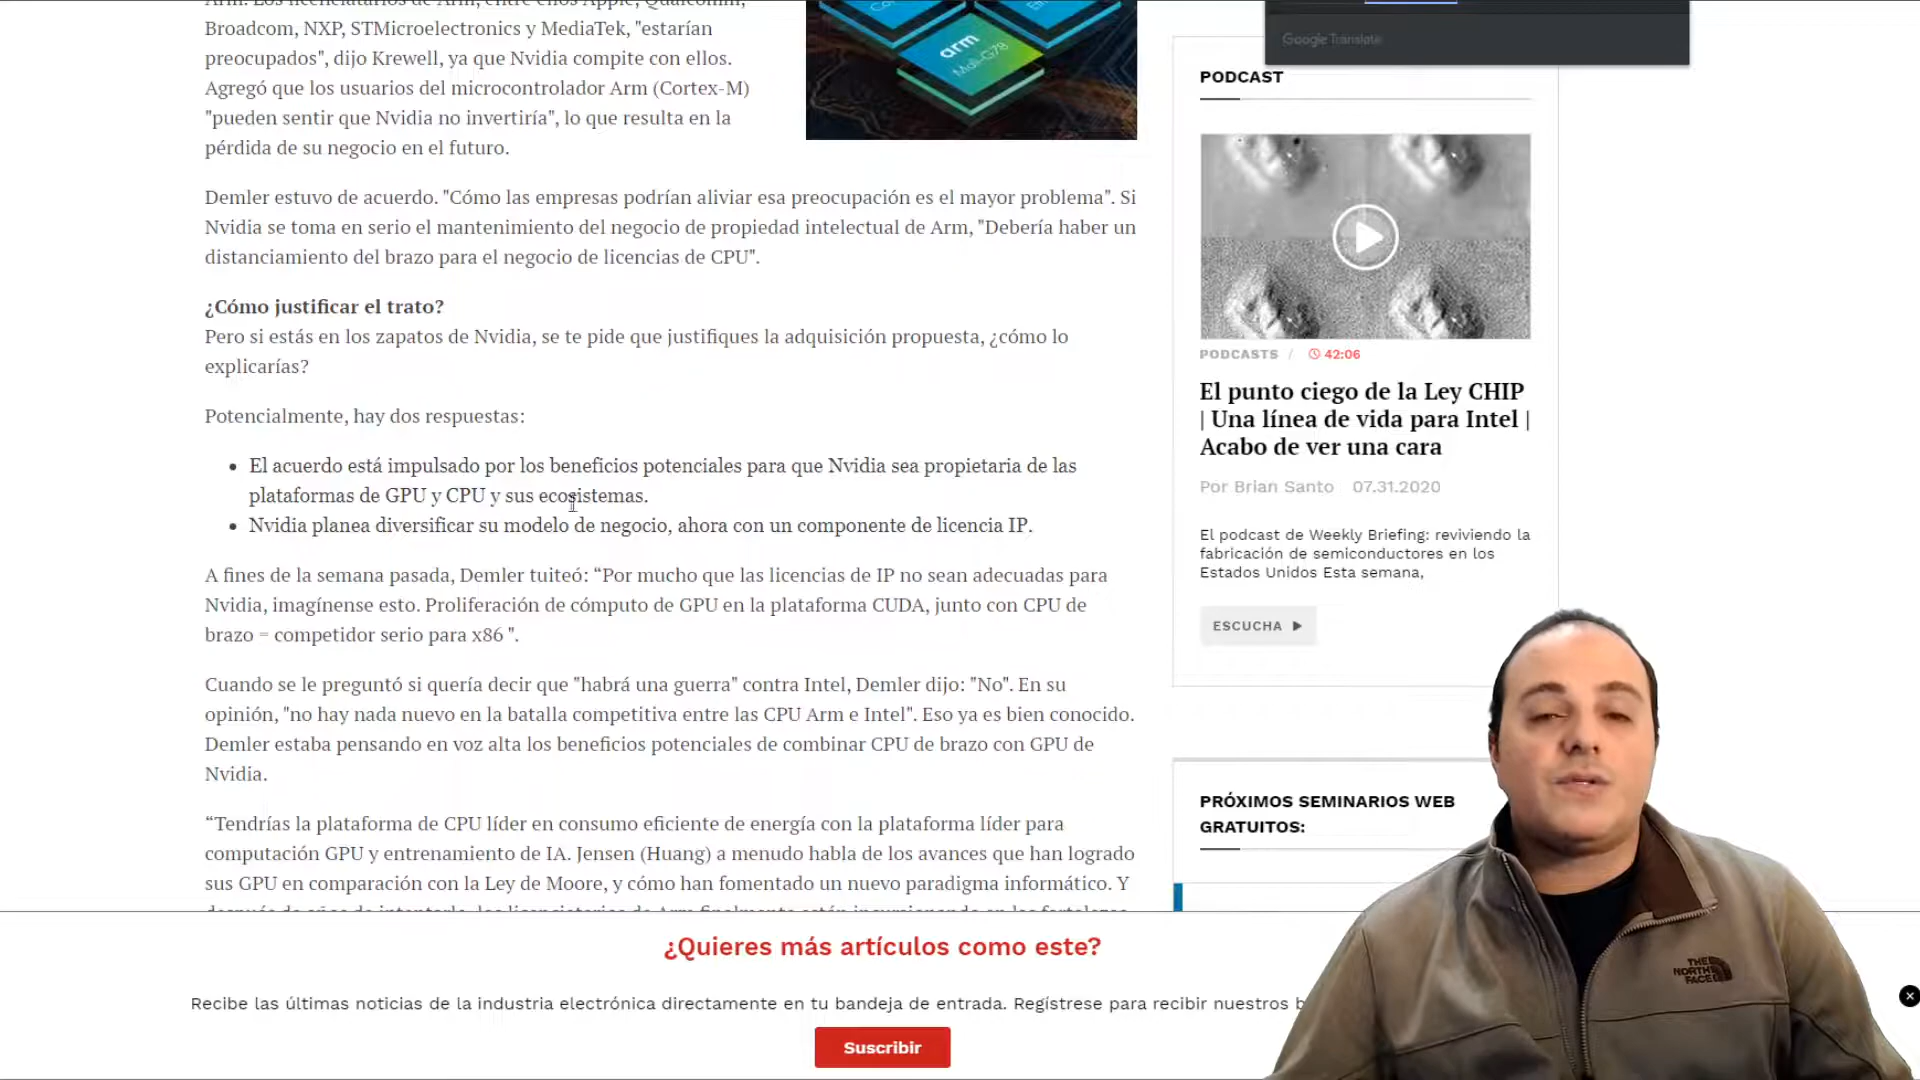 Arm. Los licenciatarios de Arm, entre ellos Apple, Qualcomm,
Broadcom, NXP, STMicroelectronics y MediaTek, "estarían
preocupados", dijo Krewell, ya que Nvidia compite con ellos.
Agregó que los usuarios del microcontrolador Arm (Cortex-M)
"pueden sentir que Nvidia no invertiría", lo que resulta en la
pérdida de su negocio en el futuro.
arm
Mali-G78
Demler estuvo de acuerdo. "Cómo las empresas podrían aliviar esa preocupación es el mayor problema". Si
Nvidia se toma en serio el mantenimiento del negocio de propiedad intelectual de Arm, "Debería haber un
distanciamiento del brazo para el negocio de licencias de CPU".
¿Cómo justificar el trato?
Pero si estás en los zapatos de Nvidia, se te pide que justifiques la adquisición propuesta, ¿cómo lo
explicarías?
Potencialmente, hay dos respuestas:
El acuerdo está impulsado por los beneficios potenciales para que Nvidia sea propietaria de las
plataformas de GPU y CPU y sus ecosistemas.
Nvidia planea diversificar su modelo de negocio, ahora con un componente de licencia IP.
A fines de la semana pasada, Demler tuiteó: “Por mucho que las licencias de IP no sean adecuadas para
Nvidia, imagínense esto. Proliferación de cómputo de GPU en la plataforma CUDA, junto con CPU de
brazo = competidor serio para x86 ”.
Cuando se le preguntó si quería decir que "habrá una guerra" contra Intel, Demler dijo: "No". En su
opinión, "no hay nada nuevo en la batalla competitiva entre las CPU Arm e Intel". Eso ya es bien conocido.
Demler estaba pensando en voz alta los beneficios potenciales de combinar CPU de brazo con GPU de
Nvidia.
“Tendrías la plataforma de CPU líder en consumo eficiente de energía con la plataforma líder para
computación GPU y entrenamiento de IA. Jensen (Huang) a menudo habla de los avances que han logrado
sus GPU en comparación con la Ley de Moore, y cómo han fomentado un nuevo paradigma informático. Y
Google Translate
PODCAST
PODCASTS / 42:06
El punto ciego de la Ley CHIP
| Una línea de vida para Intel |
Acabo de ver una cara
Por Brian Santo 07.31.2020
El podcast de Weekly Briefing: reviviendo la
fabricación de semiconductores en los
Estados Unidos Esta semana,
ESCUCHA
PRÓXIMOS SEMINARIOS WEB
GRATUITOS:
¿Quieres más artículos como este?
Recibe las últimas noticias de la industria electrónica directamente en tu bandeja de entrada. Regístrese para recibir nuestros
Suscribir
THE
NORTH
FACE